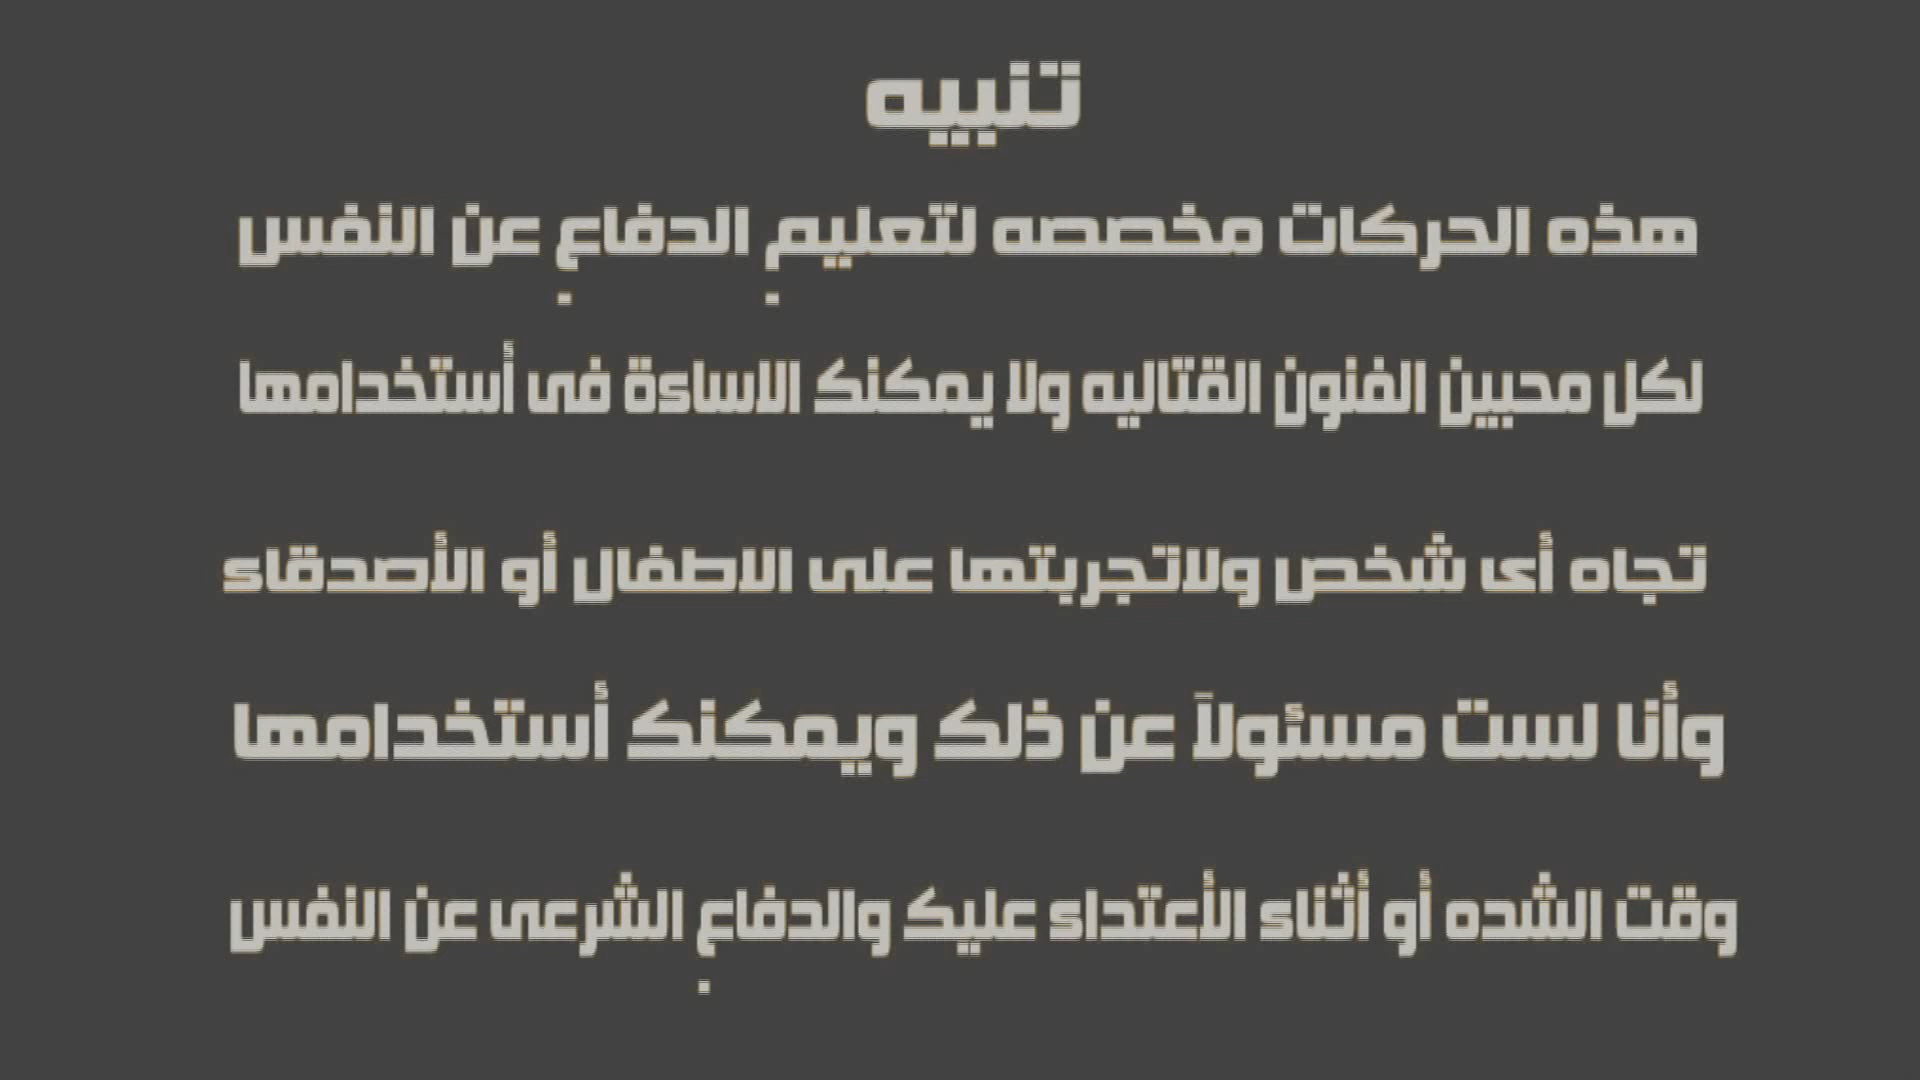 تنبيه
هذه الحركات مخصصه لتعليم الدفاع عن النفس
لكل محبين الفنون القتاليه ولا يمكنك الاساءة فى أستخدامها
تجاه أى شخص ولاتجربتها على الاطفال أو الأصدقاء
وأنا لست مسئولاً عن ذلك ويمكنك أستخدامها
وقت الشده أو أثناء الأعتداء عليك والدفاع الشرعى عن النفس